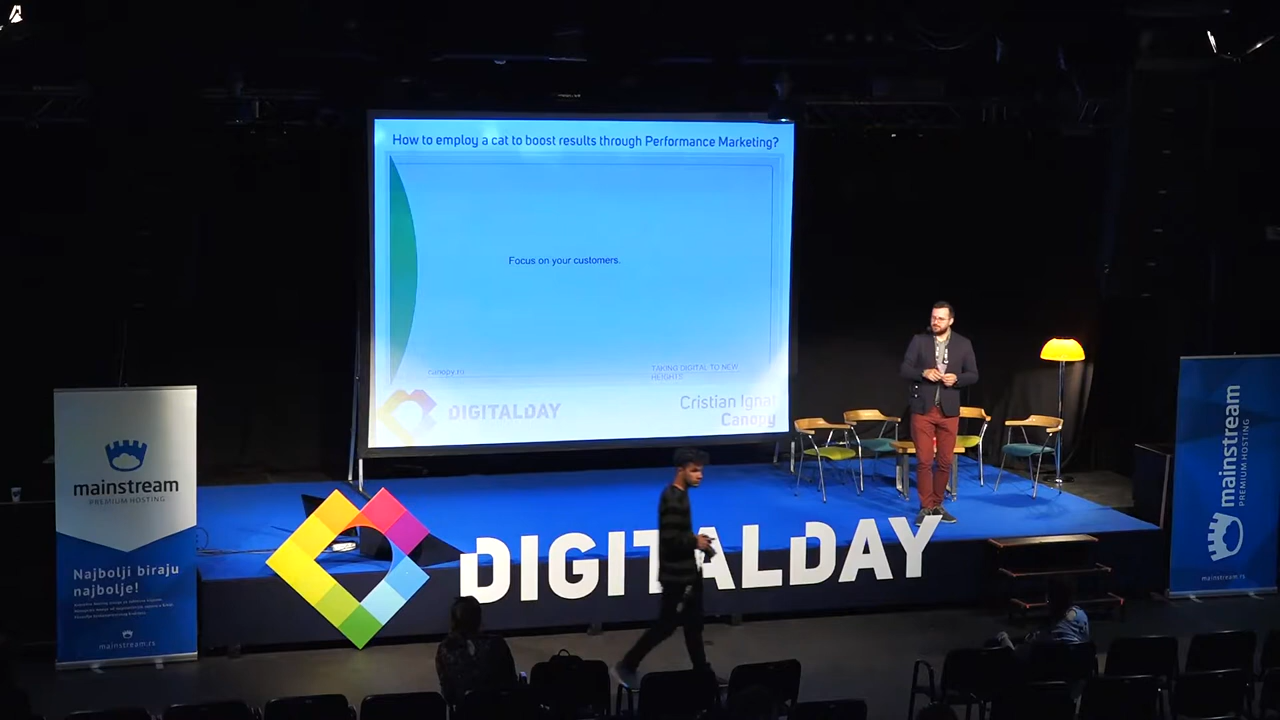 How to employ a cat to boost results through Performance Marketing?
Focus on your customers.
canopy.ro
TAKING DIGITAL TO NEW
HEIGHTS
DIGITALDAY
Cristian Ignat
Canopy
mainstream
PREMIUM HOSTING
Najbolji biraju
najbolje!
mainstream.rs
DIGITALDAY
mainstream
PREMIUM HOSTING
mainstream.rs